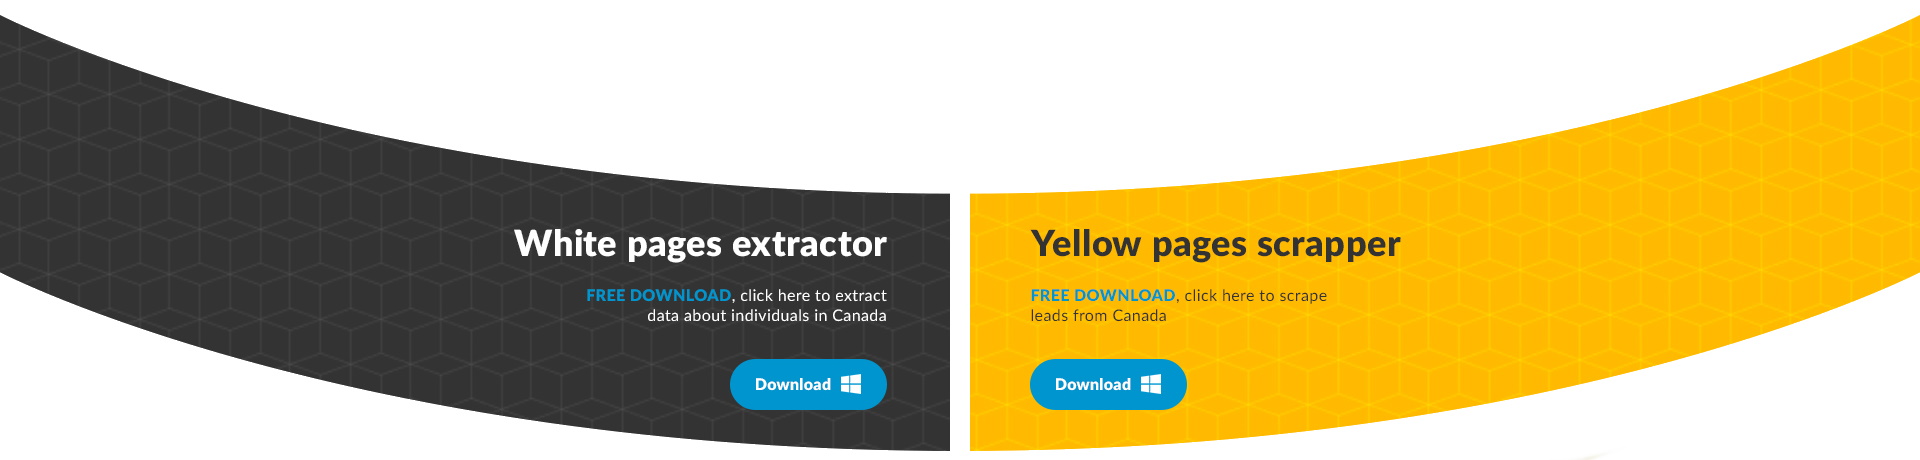 White pages extractor
FREE DOWNLOAD, click here to extract
data about individuals in Canada
Download
Yellow pages scrapper
FREE DOWNLOAD, click here to scrape
leads from Canada
Download